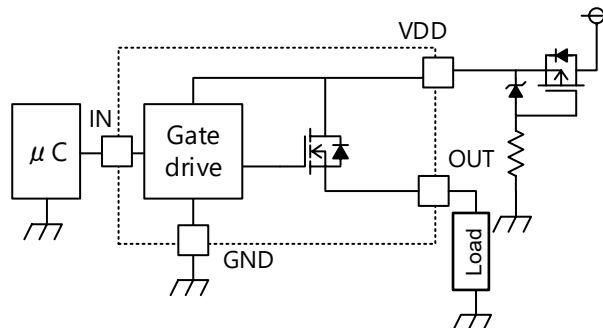 VDD
IN
μC
Gate
drive
OUT
GND
Load